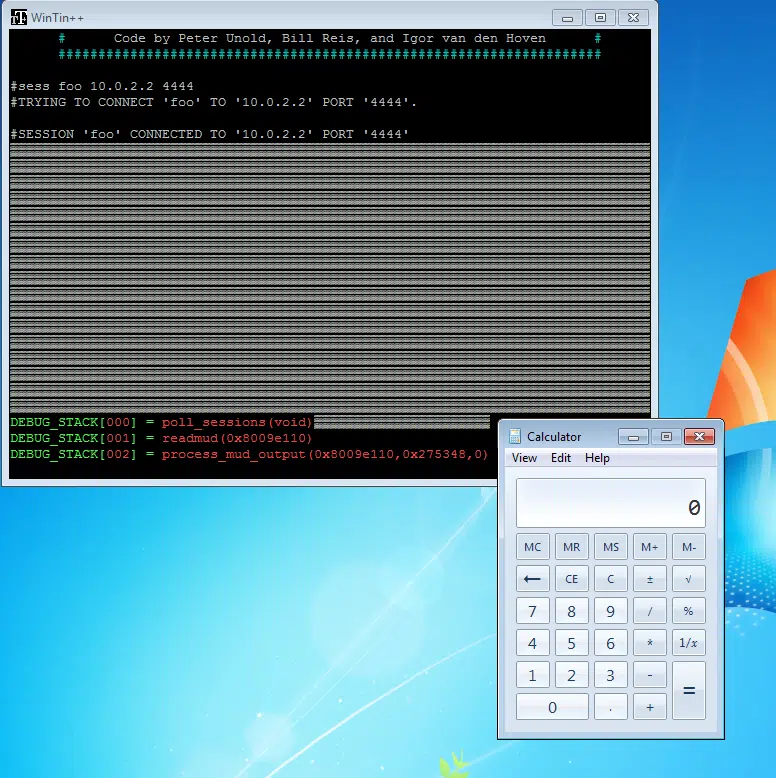 WinTin++
# Code by Peter Unold, Bill Reis, and Igor van den Hoven #
####################################################################
#sess foo 10.0.2.2 4444
#TRYING TO CONNECT 'foo' TO '10.0.2.2' PORT '4444'.
#SESSION 'foo' CONNECTED TO '10.0.2.2' PORT '4444'
DEBUG_STACK[000] = poll_sessions(void)
DEBUG_STACK[001] = readmud(0x8009e110)
DEBUG_STACK[002] = process_mud_output(0x8009e110,0x275348,0)
Calculator
View Edit Help
0
MC MR MS M+ M-
← CE C ± √
7 8 9 / %
4 5 6 * 1/x
1 2 3 - =
0 . +